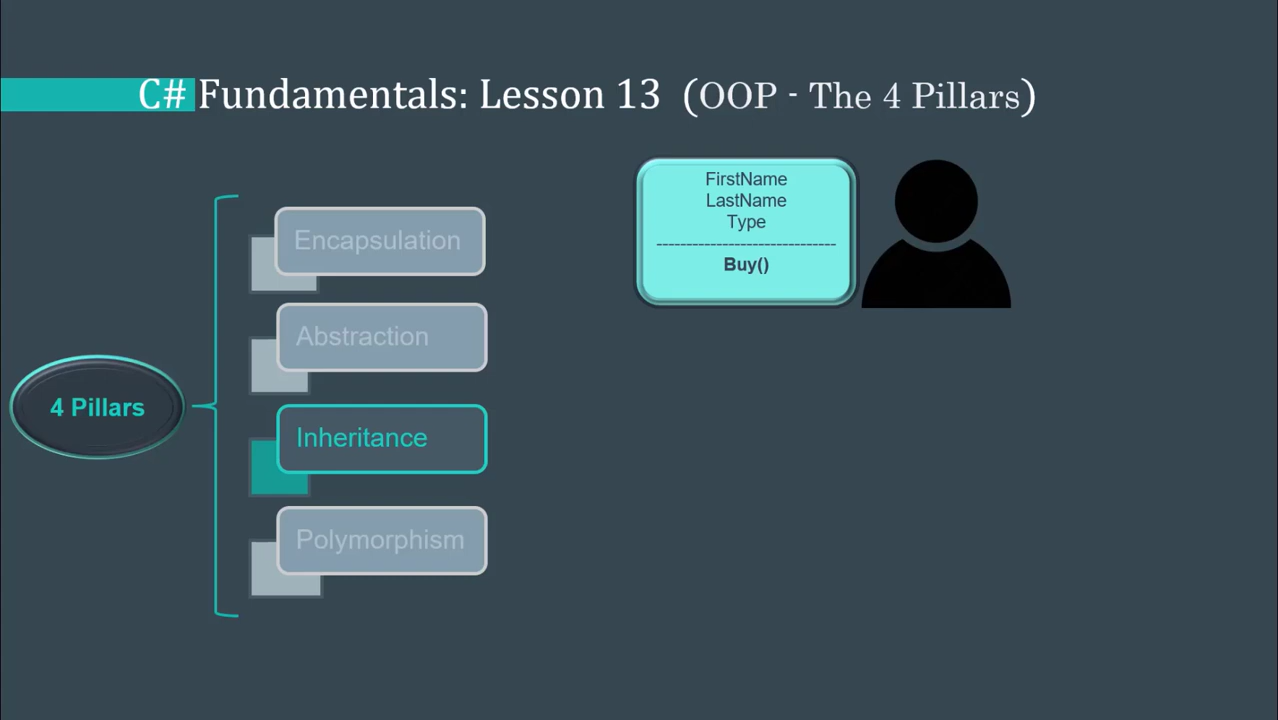 C# Fundamentals: Lesson 13 (OOP - The 4 Pillars)
4 Pillars
Encapsulation
Abstraction
Inheritance
Polymorphism
FirstName
LastName
Type
------------------------------
Buy()